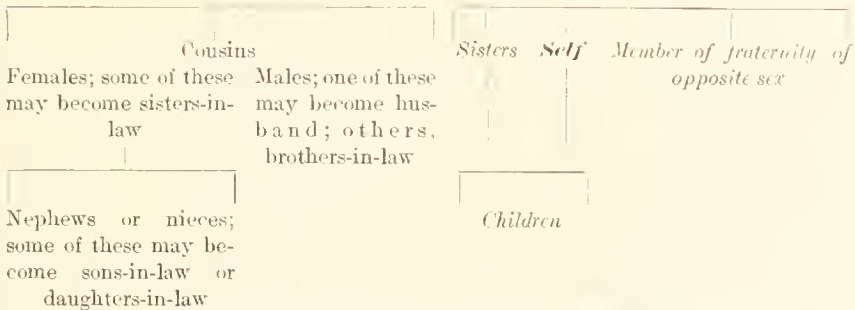 Cousins
Females; some of these
may become sisters-in-
law
Males; one of these
may become hus-
band; others,
brothers-in-law
Sisters Self Member of fraternity of
opposite sex
Nephews or nieces;
some of these may be-
come sons-in-law or
daughters-in-law
Children